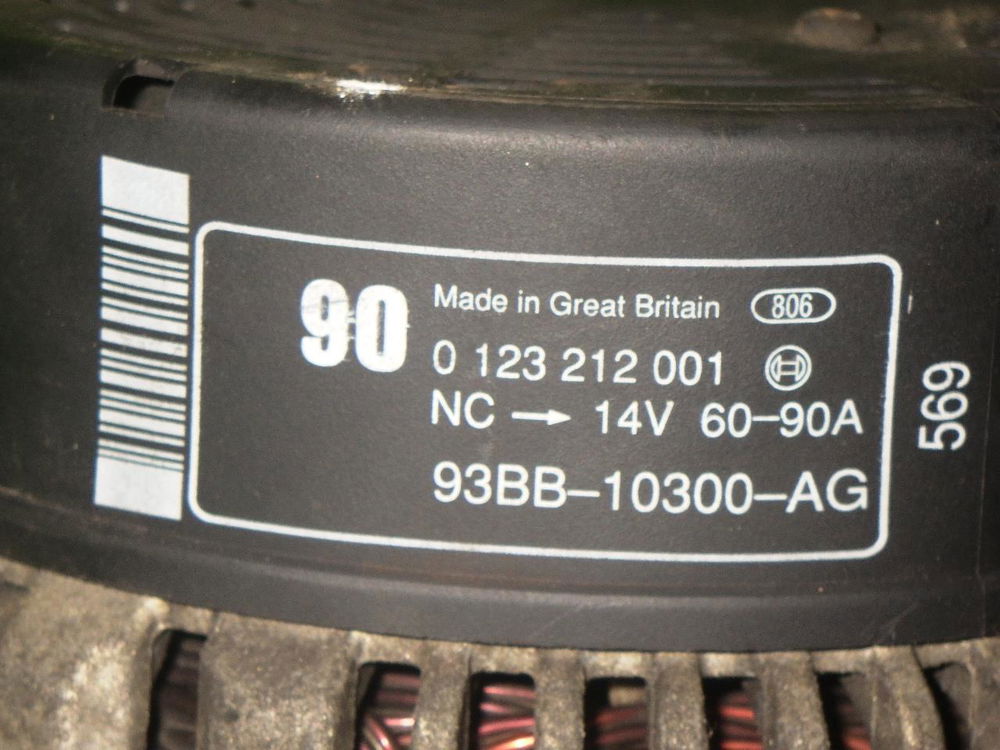 90
Made in Great Britain 806
0 123 212 001
NC → 14V 60-90A
93BB-10300-AG
569